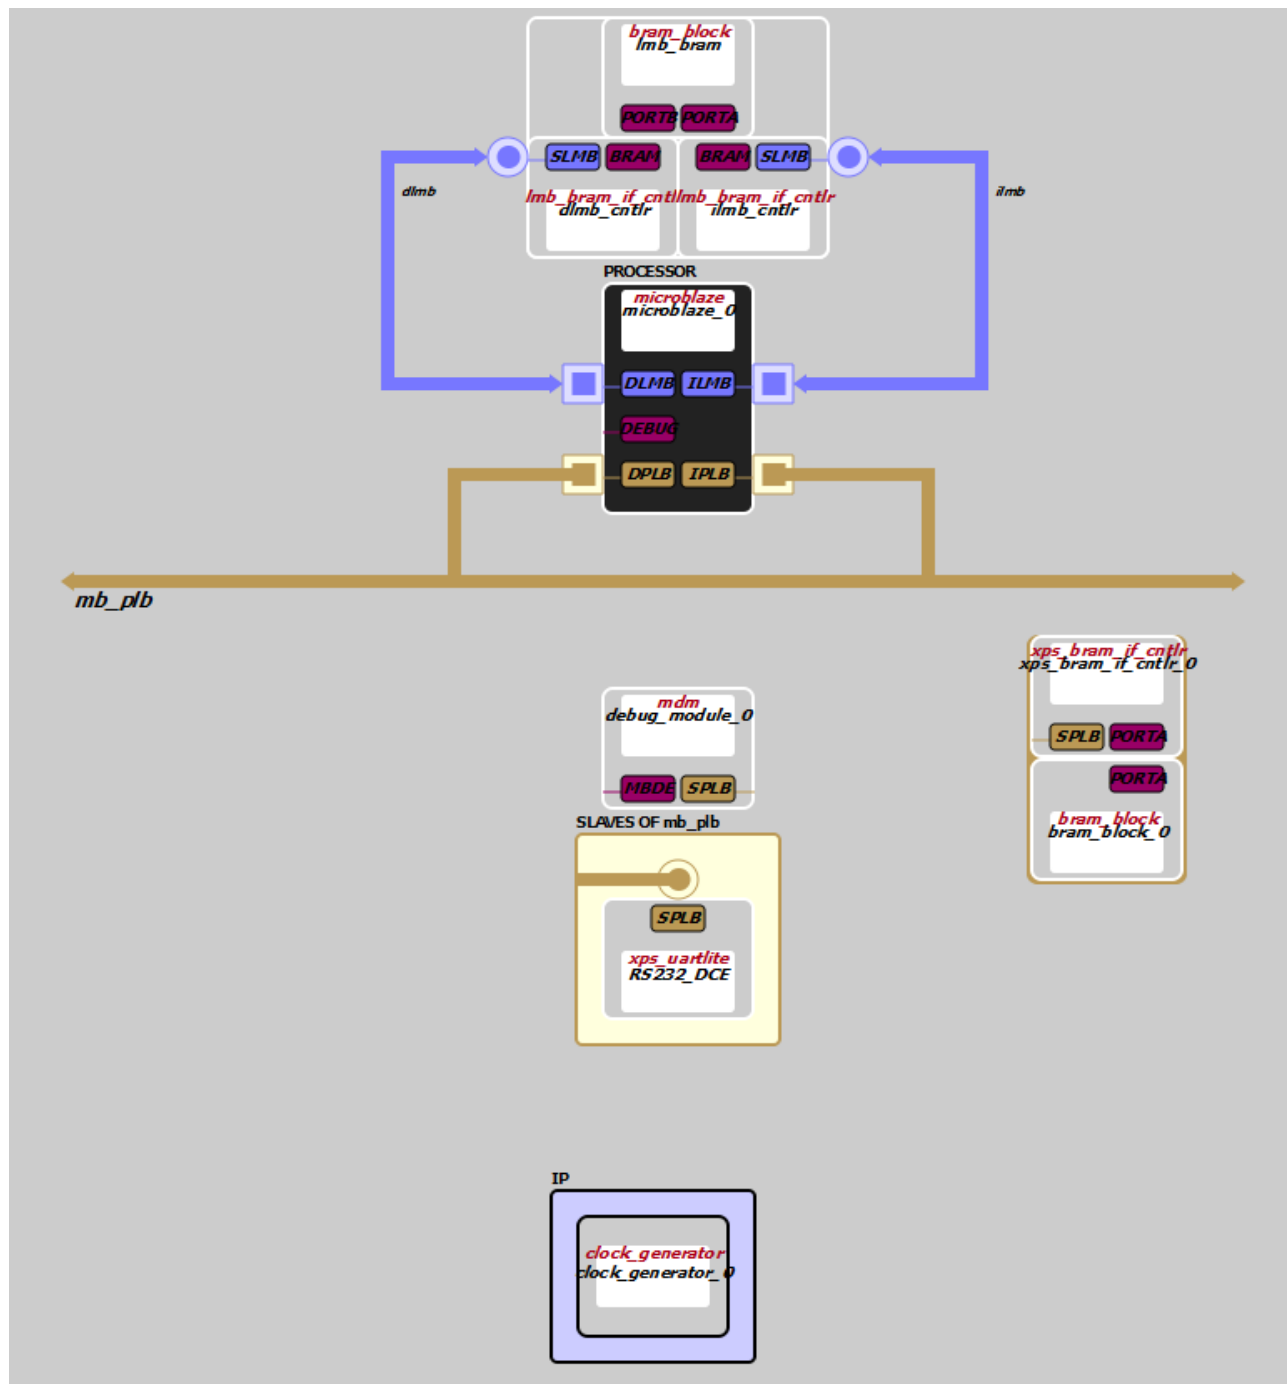 bram_block
lmb_bram
PORTB PORTA
SLMB BRAM BRAM SLMB
dlmb
ilmb
lmb_bram_if_cntlr lmb_bram_if_cntlr
dlmb_cntlr ilmb_cntlr
PROCESSOR
microblaze
microblaze_0
DLMB ILMB
DEBUG
DPLB IPLB
mb_plb
xps_bram_if_cntlr
xps_bram_if_cntlr_0
SPLB PORTA
PORTA
bram_block
bram_block_0
mdm
debug_module_0
MBDE SPLB
SLAVES OF mb_plb
SPLB
xps_uartlite
RS232_DCE
IP
clock_generator
clock_generator_0